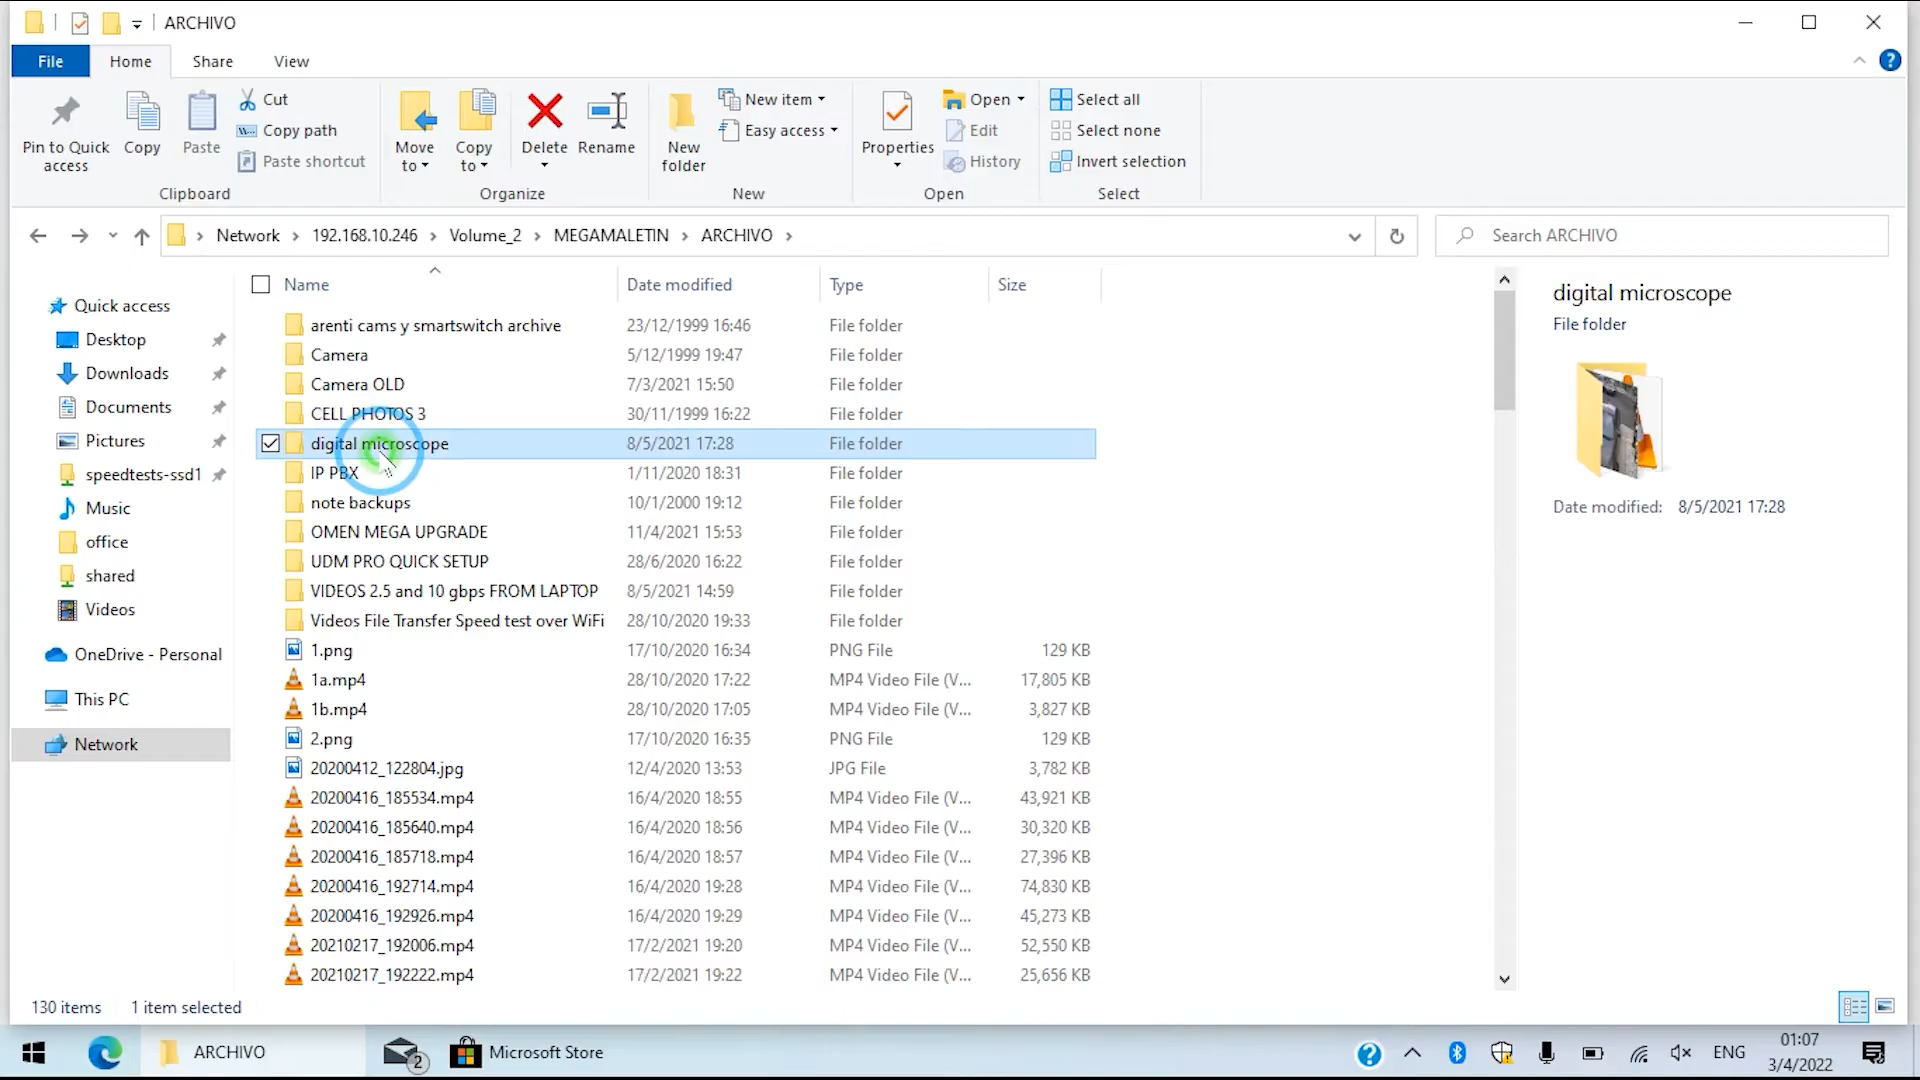 ARCHIVO
File Home Share View
Pin to Quick access
Copy
Paste
Cut
Copy path
Paste shortcut
Clipboard
Move to
Copy to
Delete
Rename
Organize
New folder
New item
Easy access
New
Properties
Open
Edit
History
Open
Select all
Select none
Invert selection
Select
Network > 192.168.10.246 > Volume_2 > MEGAMALETIN > ARCHIVO >
Search ARCHIVO
Quick access
Desktop
Downloads
Documents
Pictures
speedtests-ssd1
Music
office
shared
Videos
OneDrive - Personal
This PC
Network
Name Date modified Type Size
arenti cams y smartswitch archive 23/12/1999 16:46 File folder
Camera 5/12/1999 19:47 File folder
Camera OLD 7/3/2021 15:50 File folder
CELL PHOTOS 3 30/11/1999 16:22 File folder
digital microscope 8/5/2021 17:28 File folder
IP PBX 1/11/2020 18:31 File folder
note backups 10/1/2000 19:12 File folder
OMEN MEGA UPGRADE 11/4/2021 15:53 File folder
UDM PRO QUICK SETUP 28/6/2020 16:22 File folder
VIDEOS 2.5 and 10 gbps FROM LAPTOP 8/5/2021 14:59 File folder
Videos File Transfer Speed test over WiFi 28/10/2020 19:33 File folder
1.png 17/10/2020 16:34 PNG File 129 KB
1a.mp4 28/10/2020 17:22 MP4 Video File (V... 17,805 KB
1b.mp4 28/10/2020 17:05 MP4 Video File (V... 3,827 KB
2.png 17/10/2020 16:35 PNG File 129 KB
20200412_122804.jpg 12/4/2020 13:53 JPG File 3,782 KB
20200416_185534.mp4 16/4/2020 18:55 MP4 Video File (V... 43,921 KB
20200416_185640.mp4 16/4/2020 18:56 MP4 Video File (V... 30,320 KB
20200416_185718.mp4 16/4/2020 18:57 MP4 Video File (V... 27,396 KB
20200416_192714.mp4 16/4/2020 19:28 MP4 Video File (V... 74,830 KB
20200416_192926.mp4 16/4/2020 19:29 MP4 Video File (V... 45,273 KB
20210217_192006.mp4 17/2/2021 19:20 MP4 Video File (V... 52,550 KB
20210217_192222.mp4 17/2/2021 19:22 MP4 Video File (V... 25,656 KB
digital microscope
File folder
Date modified: 8/5/2021 17:28
130 items 1 item selected
ARCHIVO
2
Microsoft Store
ENG
01:07
3/4/2022